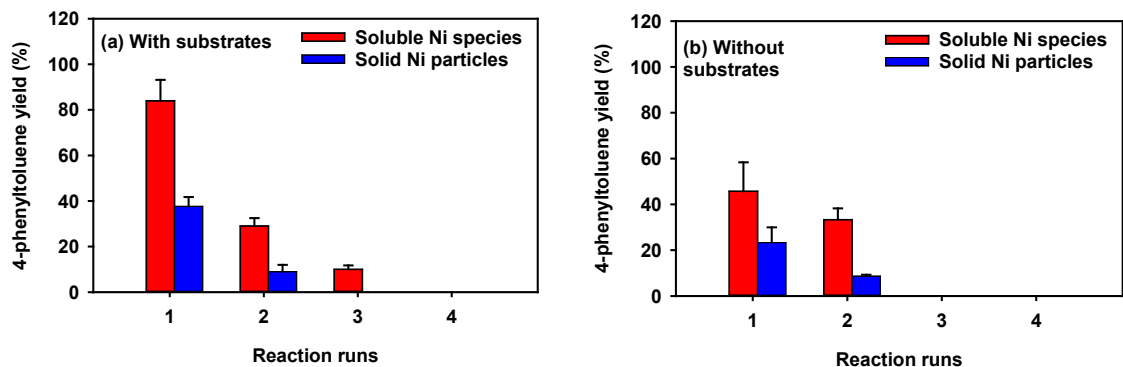 4-phenyltoluene yield (%)
120
100
80
60
40
20
0
(a) With substrates
Soluble Ni species
Solid Ni particles
1 2 3 4
Reaction runs
4-phenyltoluene yield (%)
120
100
80
60
40
20
0
(b) Without
substrates
Soluble Ni species
Solid Ni particles
1 2 3 4
Reaction runs